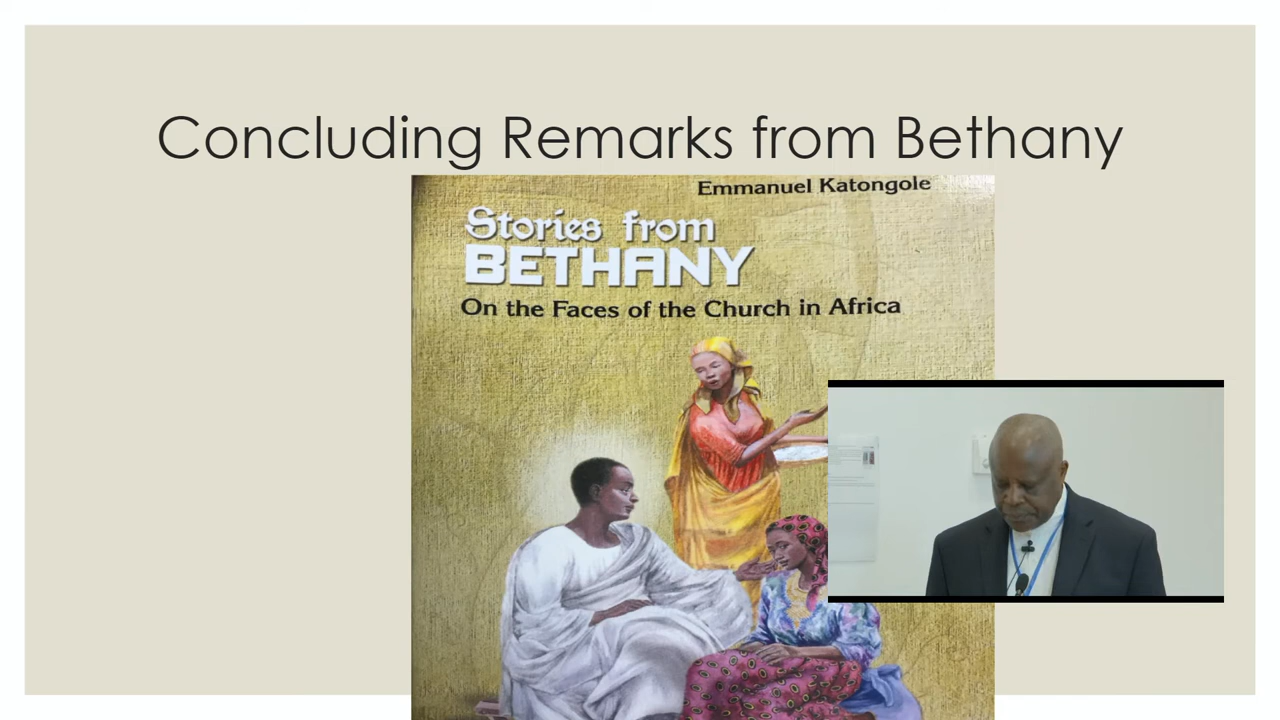 Concluding Remarks from Bethany
Emmanuel Katongole
Stories from
BETHANY
On the Faces of the Church in Africa